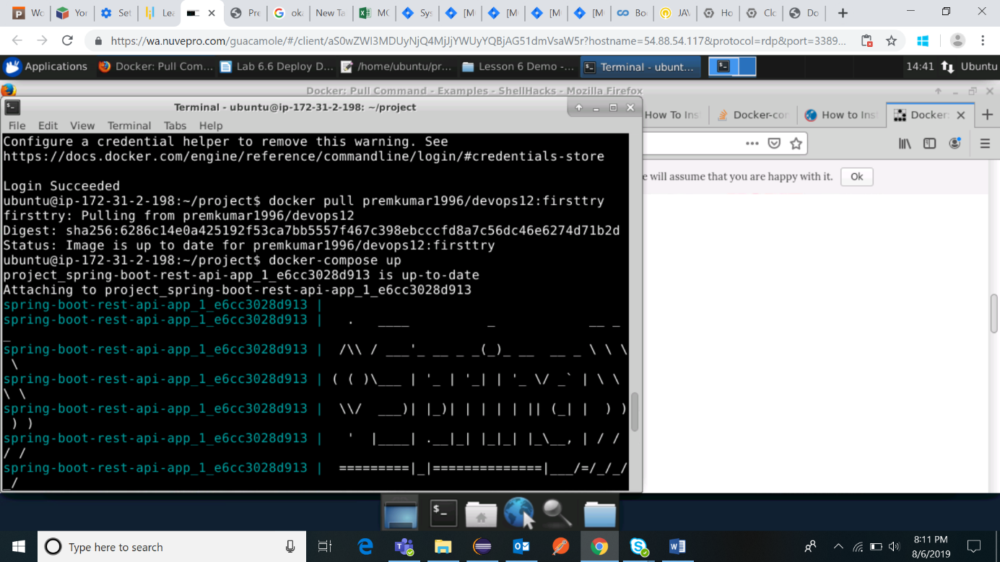 Wo
Yor
Set
Lea
Pre
oka
New Ta
MC
Sys
[M
[M
[M
[M
Bo
JAV
Ho
Clo
Do
https://wa.nuvepro.com/guacamole/#/client/aS0wZWI3MDUyNjQ4MjJjYWUyYQBjAG51dmVsaW5r?hostname=54.88.54.117&protocol=rdp&port=3389...
Applications
Docker: Pull Com...
Lab 6.6 Deploy D...
/home/ubuntu/pr...
Lesson 6 Demo -...
Terminal - ubunt...
14:41
Ubuntu
Docker: Pull Command - Examples - ShellHacks - Mozilla Firefox
Terminal - ubuntu@ip-172-31-2-198: ~/project
How To Ins
Docker-cor
How to Ins
Docker:
File Edit View Terminal Tabs Help
Configure a credential helper to remove this warning. See
https://docs.docker.com/engine/reference/commandline/login/#credentials-store
e will assume that you are happy with it.
Ok
Login Succeeded
ubuntu@ip-172-31-2-198:~/project$ docker pull premkumar1996/devops12:firsttry
firsttry: Pulling from premkumar1996/devops12
Digest: sha256:6286c14e0a425192f53ca7bb5557f467c398ebcccfd8a7c56dc46e6274d71b2d
Status: Image is up to date for premkumar1996/devops12:firsttry
ubuntu@ip-172-31-2-198:~/project$ docker-compose up
project_spring-boot-rest-api-app_1_e6cc3028d913 is up-to-date
Attaching to project_spring-boot-rest-api-app_1_e6cc3028d913
spring-boot-rest-api-app_1_e6cc3028d913 |
spring-boot-rest-api-app_1_e6cc3028d913 |   .   ____          _            __ _
_
spring-boot-rest-api-app_1_e6cc3028d913 |  /\\ / ___'_ __ _ _(_)_ __  __ _ \ \ \
 \
spring-boot-rest-api-app_1_e6cc3028d913 | ( ( )\___ | '_ | '_| | '_ \/ _` | \ \
\ \
spring-boot-rest-api-app_1_e6cc3028d913 |  \\/  ___)| |_)| | | | | || (_| |  ) )
 ) )
spring-boot-rest-api-app_1_e6cc3028d913 |   '  |____| .__|_| |_|_| |_\__, | / /
/ /
spring-boot-rest-api-app_1_e6cc3028d913 |  =========|_|==============|___/=/_/_/
_/
Type here to search
8:11 PM
8/6/2019